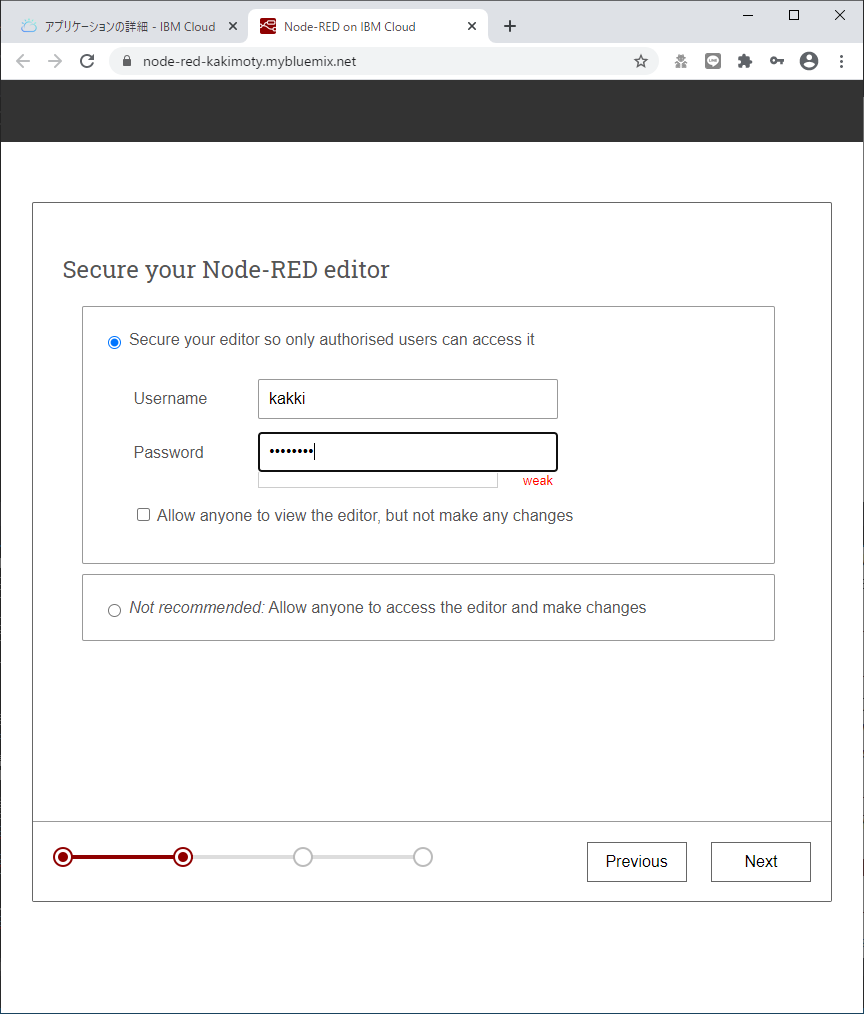 アプリケーションの詳細 - IBM Cloud
Node-RED on IBM Cloud
node-red-kakimoty.mybluemix.net
LINE
Secure your Node-RED editor
Secure your editor so only authorised users can access it
Username kakki
Password ••••••••
weak
Allow anyone to view the editor, but not make any changes
Not recommended: Allow anyone to access the editor and make changes
Previous Next